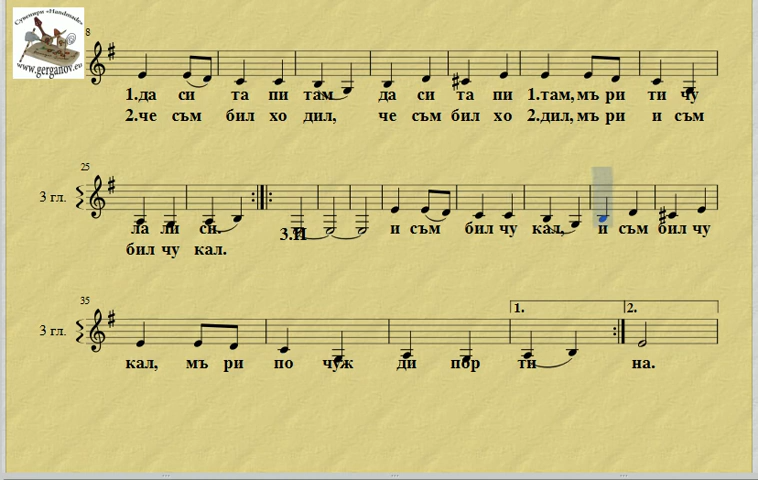 Сувенири «Handmade»
www.gerganov.eu
8
1.да си та пи там да си та пи 1.там, мъ ри ти чу
2.че съм бил хо дил, че съм бил хо 2.дил, мъ ри и съм
25
3 гл.
ла ли си. 3.И и съм бил чу кал, и съм бил чу
бил чу кал.
35
1. 2.
3 гл.
кал, мъ ри по чуж ди пор ти на.